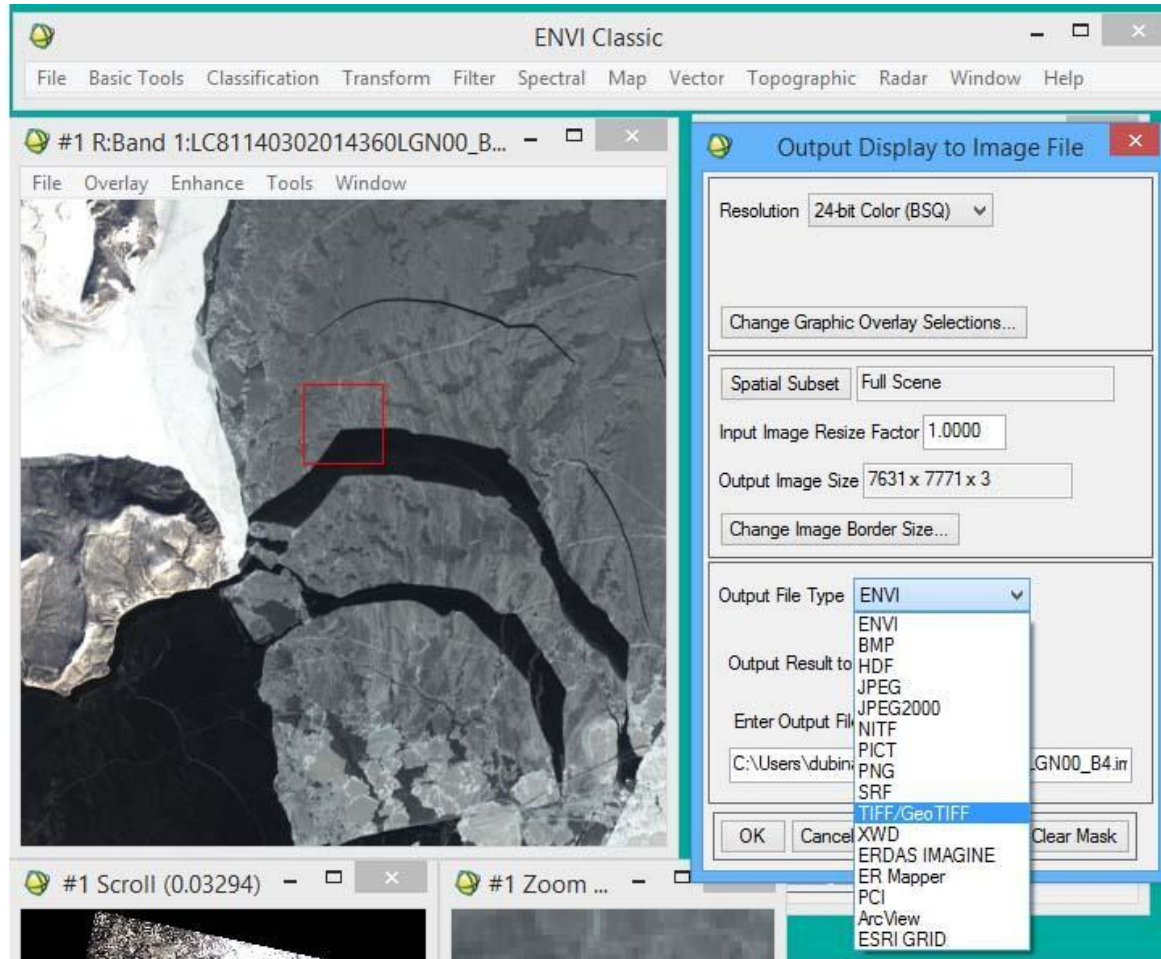 ENVI Classic
File Basic Tools Classification Transform Filter Spectral Map Vector Topographic Radar Window Help
#1 R:Band 1:LC81140302014360LGN00_B...
File Overlay Enhance Tools Window
Output Display to Image File
Resolution 24-bit Color (BSQ)
Change Graphic Overlay Selections...
Spatial Subset Full Scene
Input Image Resize Factor 1.0000
Output Image Size 7631 x 7771 x 3
Change Image Border Size...
Output File Type ENVI
ENVI
BMP
Output Result to HDF
JPEG
JPEG2000
Enter Output Fil NITF
PICT
C:\Users\dubina PNG LGN00_B4.im
SRF
TIFF/GeoTIFF
OK Cancel XWD Clear Mask
ERDAS IMAGINE
ER Mapper
PCI
ArcView
ESRI GRID
#1 Scroll (0.03294)
#1 Zoom ...